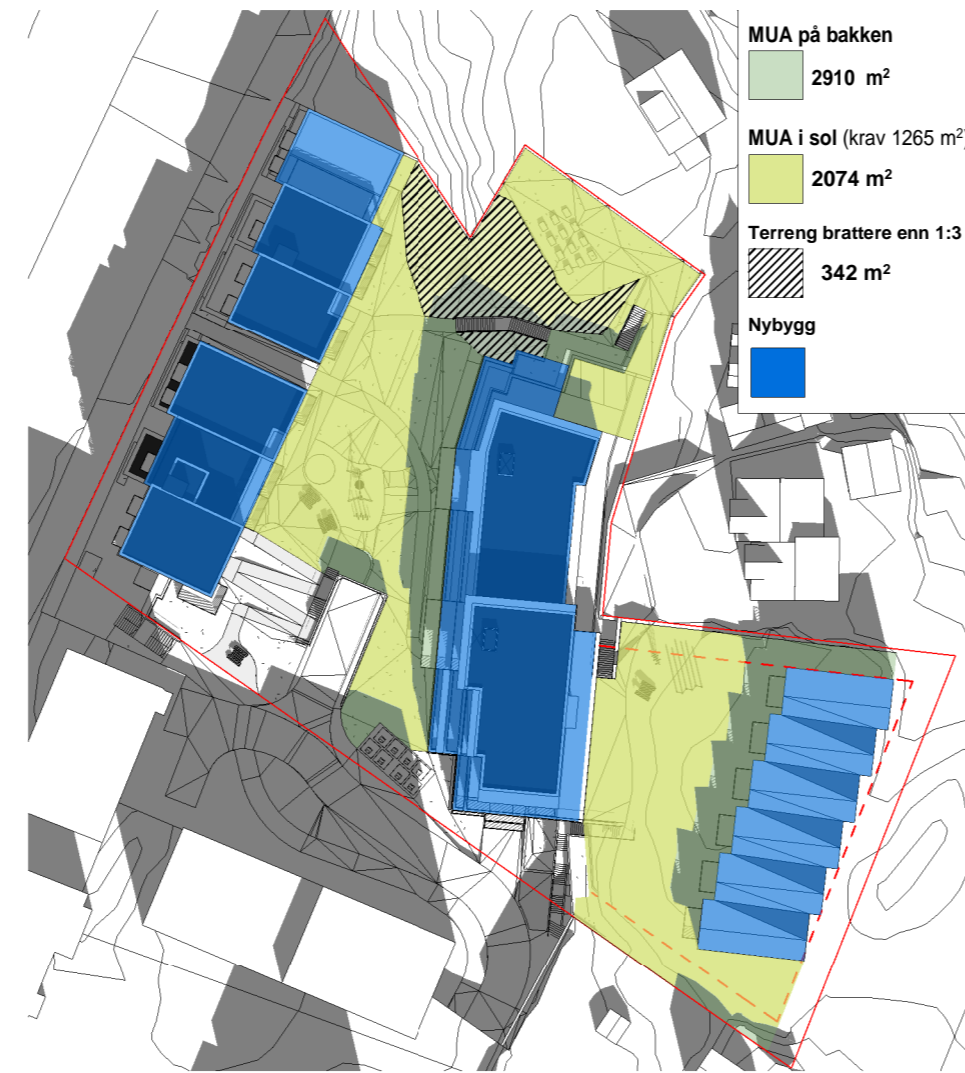 MUA på bakken
2910 m²
MUA i sol (krav 1265 m²)
2074 m²
Terreng brattere enn 1:3
342 m²
Nybygg